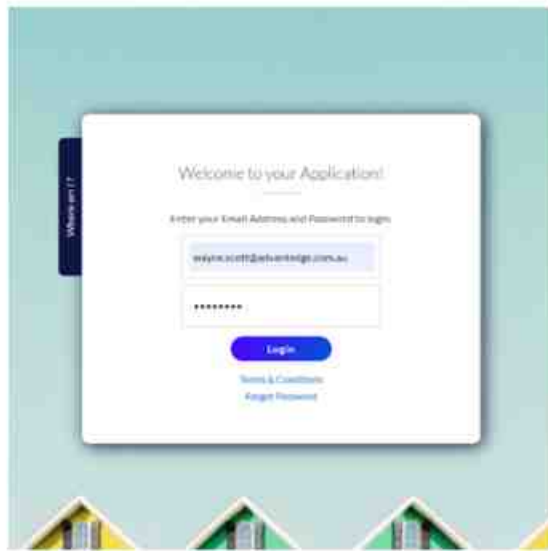 Where am I?
Welcome to your Application!
Enter your Email Address and Password to login
wayne.scott@advantedge.com.au
••••••••
Login
Terms & Conditions
Forgot Password